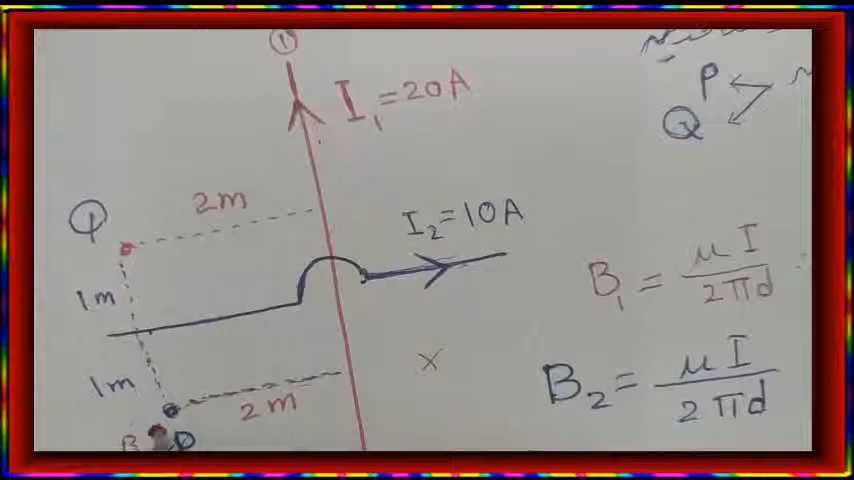 ①
I₁ = 20A
P
Q
2m
Q
I₂ = 10A
1m
B₁ = μI / 2πd
1m
x
B₂ = μI / 2πd
2m